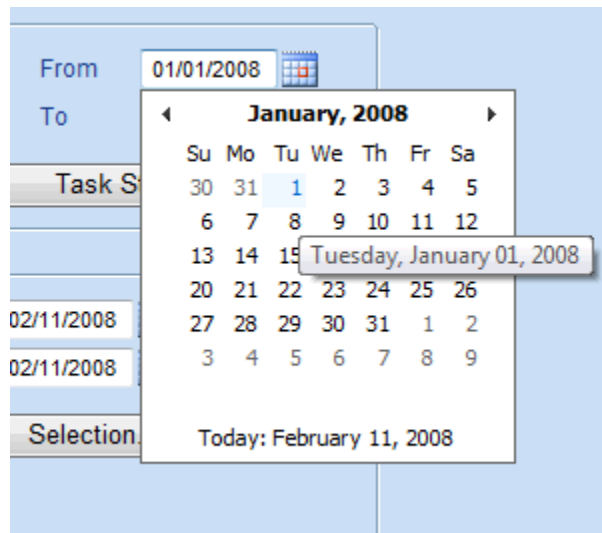 From 01/01/2008
To
January, 2008
Su Mo Tu We Th Fr Sa
Task S
30 31 1 2 3 4 5
6 7 8 9 10 11 12
13 14 15 Tuesday, January 01, 2008
20 21 22 23 24 25 26
02/11/2008
27 28 29 30 31 1 2
02/11/2008
3 4 5 6 7 8 9
Selection.
Today: February 11, 2008